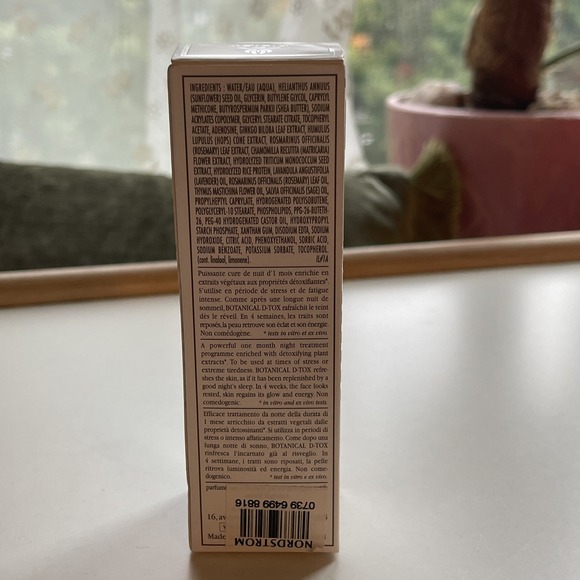 INGREDIENTS : WATER/EAU (AQUA), HELIANTHUS ANNUUS
(SUNFLOWER) SEED OIL, GLYCERIN, BUTYLENE GLYCOL, CAPRYLYL
METHICONE, BUTYROSPERMUM PARKII (SHEA BUTTER), SODIUM
ACRYLATES COPOLYMER, GLYCERYL STEARATE CITRATE, TOCOPHERYL
ACETATE, ADENOSINE, GINKGO BILOBA LEAF EXTRACT, HUMULUS
LUPULUS (HOPS) CONE EXTRACT, ROSMARINUS OFFICINALIS
(ROSEMARY) LEAF EXTRACT, CHAMOMILLA RECUTITA (MATRICARIA)
FLOWER EXTRACT, HYDROLYZED TRITICUM MONOCOCCUM SEED
EXTRACT, HYDROLYZED RICE PROTEIN, LAVANDULA ANGUSTIFOLIA
(LAVENDER) OIL, ROSMARINUS OFFICINALIS (ROSEMARY) LEAF OIL,
THYMUS MASTICHINA FLOWER OIL, SALVIA OFFICINALIS (SAGE) OIL,
PROPYLHEPTYL CAPRYLATE, HYDROGENATED POLYISOBUTENE,
POLYGLYCERYL-10 STEARATE, PHOSPHOLIPIDS, PPG-26-BUTETH-
26, PEG-40 HYDROGENATED CASTOR OIL, HYDROXYPROPYL
STARCH PHOSPHATE, XANTHAN GUM, DISODIUM EDTA, SODIUM
HYDROXIDE, CITRIC ACID, PHENOXYETHANOL, SORBIC ACID,
SODIUM BENZOATE, POTASSIUM SORBATE, TOCOPHEROL.
(cont. linalool, limonene). IL/1A
Puissante cure de nuit d'1 mois enrichie en
extraits végétaux aux propriétés détoxifiantes*.
S'utilise en période de stress et de fatigue
intense. Comme après une longue nuit de
sommeil, BOTANICAL D-TOX rafraîchit le teint
dès le réveil. En 4 semaines, les traits sont
reposés, la peau retrouve son éclat et son énergie.
Non comédogène. * tests in vitro et ex vivo.
A powerful one month night treatment
programme enriched with detoxifying plant
extracts*. To be used at times of stress or
extreme tiredness. BOTANICAL D-TOX refre-
shes the skin, as if it has been replenished by a
good night's sleep. In 4 weeks, the face looks
rested, skin regains its glow and energy. Non
comedogenic. * in vitro and ex vivo tests.
Efficace trattamento da notte della durata di
1 mese arricchito da estratti vegetali dalle
proprietà detossinanti*. Si utilizza in periodi di
stress o intenso affaticamento. Come dopo una
lunga notte di sonno, BOTANICAL D-TOX
rinfresca l'incarnato già al risveglio. In
4 settimane, i tratti sono riposati, la pelle
ritrova luminosità ed energia. Non come-
dogenico. * test in vitro e ex vivo.
parfum
16, av
Made
0739 6499 8816
NORDSTROM